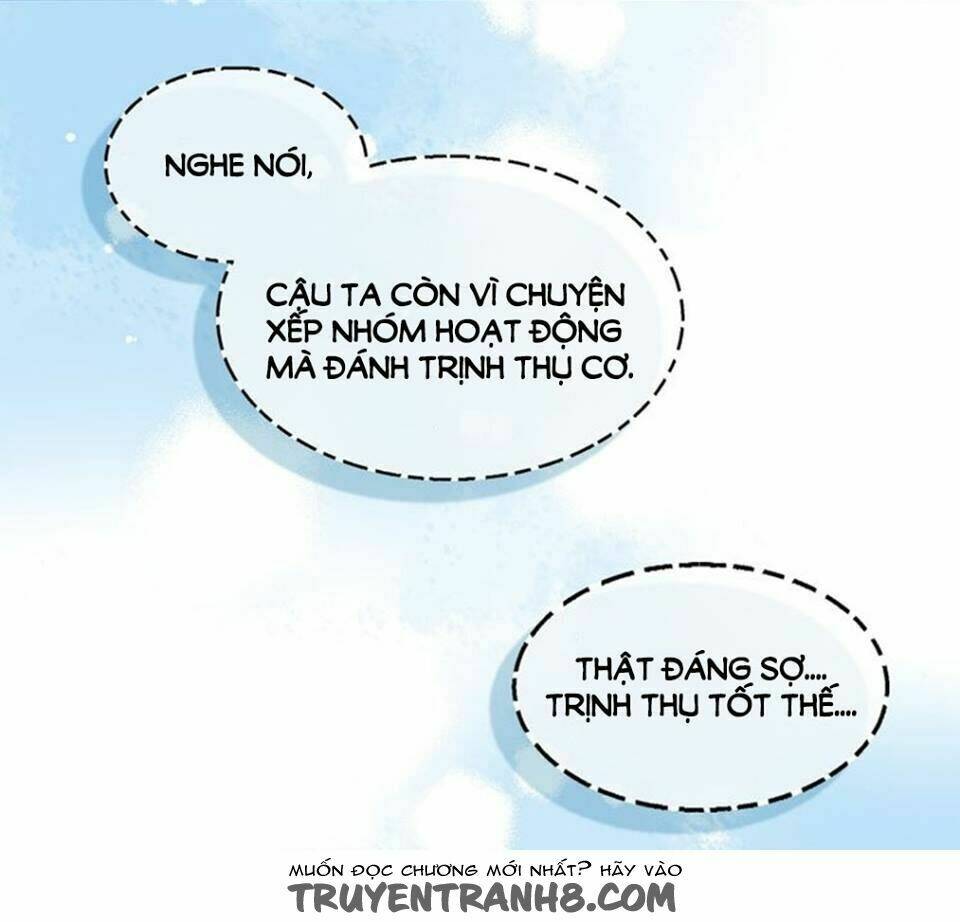 NGHE NÓI,
CẬU TA CÒN VÌ CHUYỆN
XẾP NHÓM HOẠT ĐỘNG
MÀ ĐÁNH TRỊNH THỤ CƠ.
THẬT ĐÁNG SỢ....
TRỊNH THỤ TỐT THẾ....
MUỐN ĐỌC CHƯƠNG MỚI NHẤT? HÃY VÀO
TRUYENTRANH8.COM